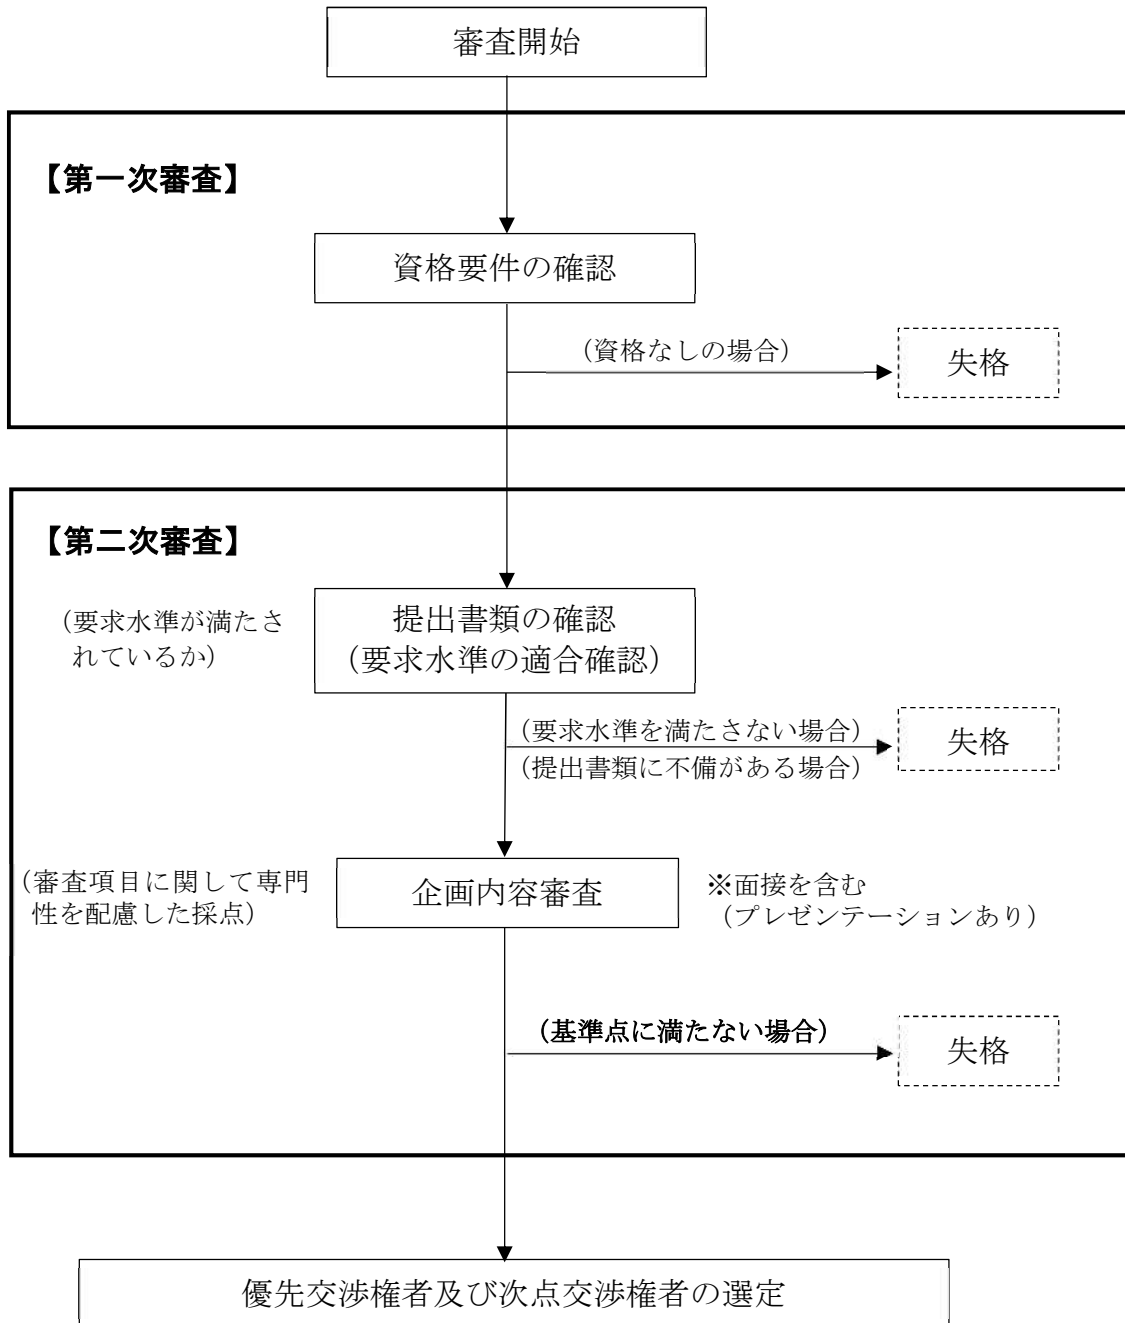 審査開始
【第一次審査】
資格要件の確認
（資格なしの場合）
失格
【第二次審査】
（要求水準が満たさ
れているか）
提出書類の確認
（要求水準の適合確認）
（要求水準を満たさない場合）
（提出書類に不備がある場合）
失格
（審査項目に関して専門
性を配慮した採点）
企画内容審査
※面接を含む
（プレゼンテーションあり）
（基準点に満たない場合）
失格
優先交渉権者及び次点交渉権者の選定